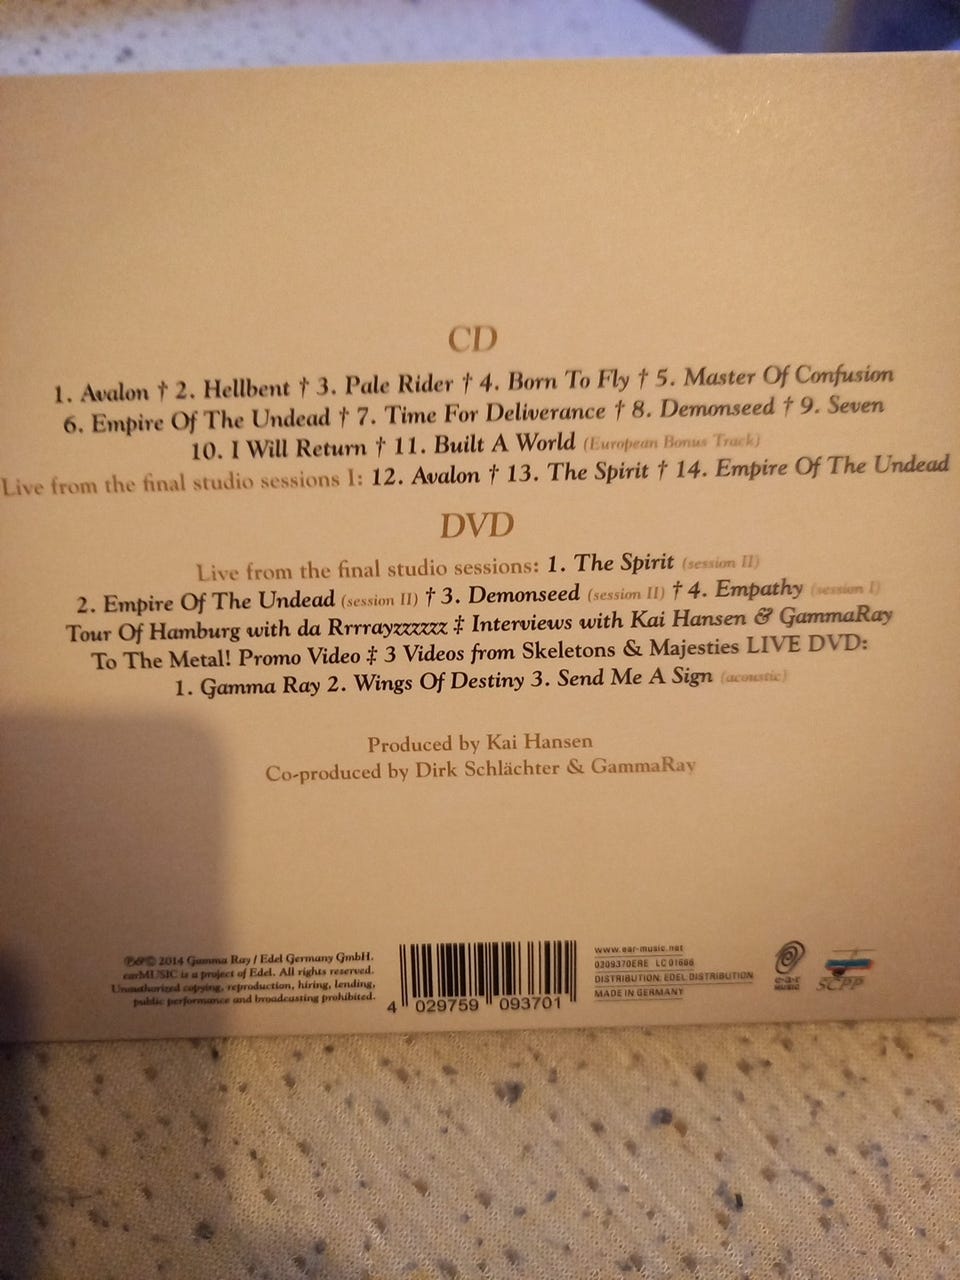 CD
1. Avalon † 2. Hellbent † 3. Pale Rider † 4. Born To Fly † 5. Master Of Confusion
6. Empire Of The Undead † 7. Time For Deliverance † 8. Demonseed † 9. Seven
10. I Will Return † 11. Built A World (European Bonus Track)
Live from the final studio sessions I: 12. Avalon † 13. The Spirit † 14. Empire Of The Undead
DVD
Live from the final studio sessions: 1. The Spirit (session II)
2. Empire Of The Undead (session II) † 3. Demonseed (session II) † 4. Empathy (session I)
Tour Of Hamburg with da Rrrrayzzzzzz ‡ Interviews with Kai Hansen & GammaRay
To The Metal! Promo Video ‡ 3 Videos from Skeletons & Majesties LIVE DVD:
1. Gamma Ray 2. Wings Of Destiny 3. Send Me A Sign (acoustic)
Produced by Kai Hansen
Co-produced by Dirk Schlächter & GammaRay
℗&© 2014 Gamma Ray / Edel Germany GmbH.
earMUSIC is a project of Edel. All rights reserved.
Unauthorized copying, reproduction, hiring, lending,
public performance and broadcasting prohibited.
4 029759 093701
www.ear-music.net
0209370ERE LC 01666
DISTRIBUTION: EDEL DISTRIBUTION
MADE IN GERMANY
e-a-r
MUSIC
SCPP